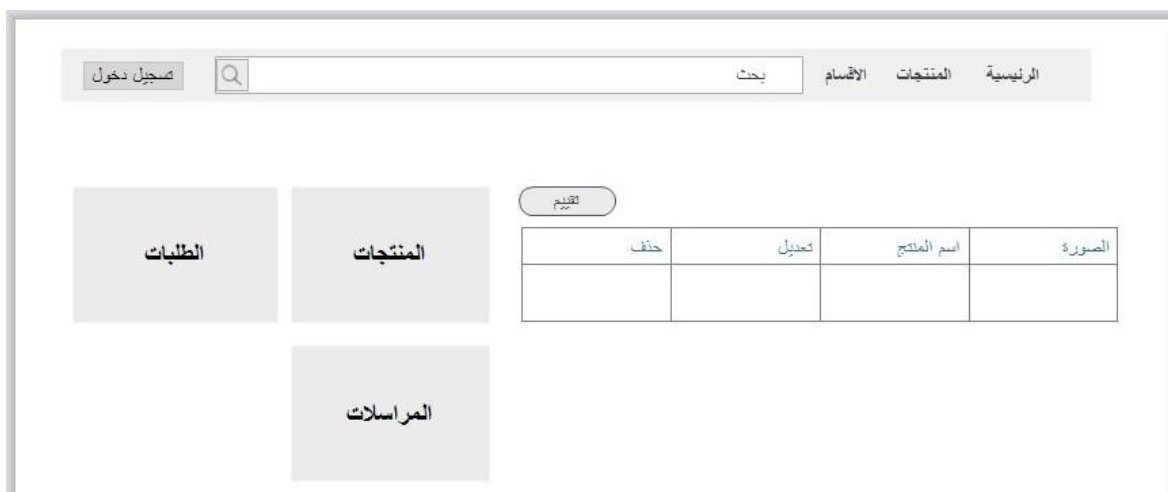 الرئيسية المنتجات الاقسام بحث تسجيل دخول
تقييم
الصورة اسم المنتج تعديل حذف
المنتجات الطلبات
المراسلات